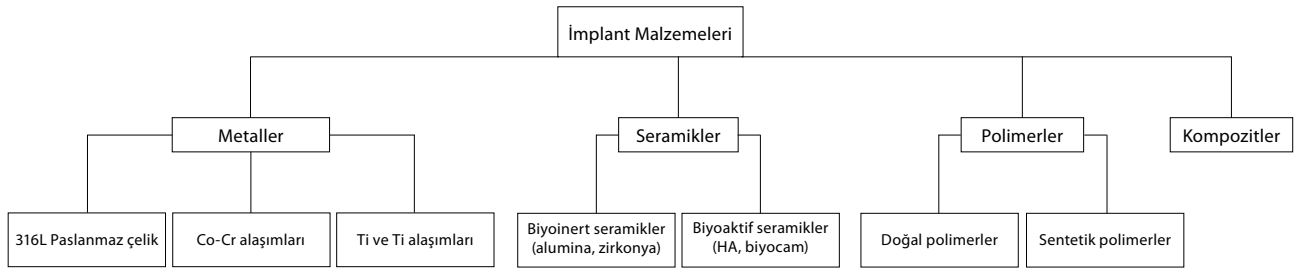 İmplant Malzemeleri
Metaller
Seramikler
Polimerler
Kompozitler
316L Paslanmaz çelik
Co-Cr alaşımları
Ti ve Ti alaşımları
Biyoinert seramikler
(alumina, zirkonya)
Biyoaktif seramikler
(HA, biyocam)
Doğal polimerler
Sentetik polimerler